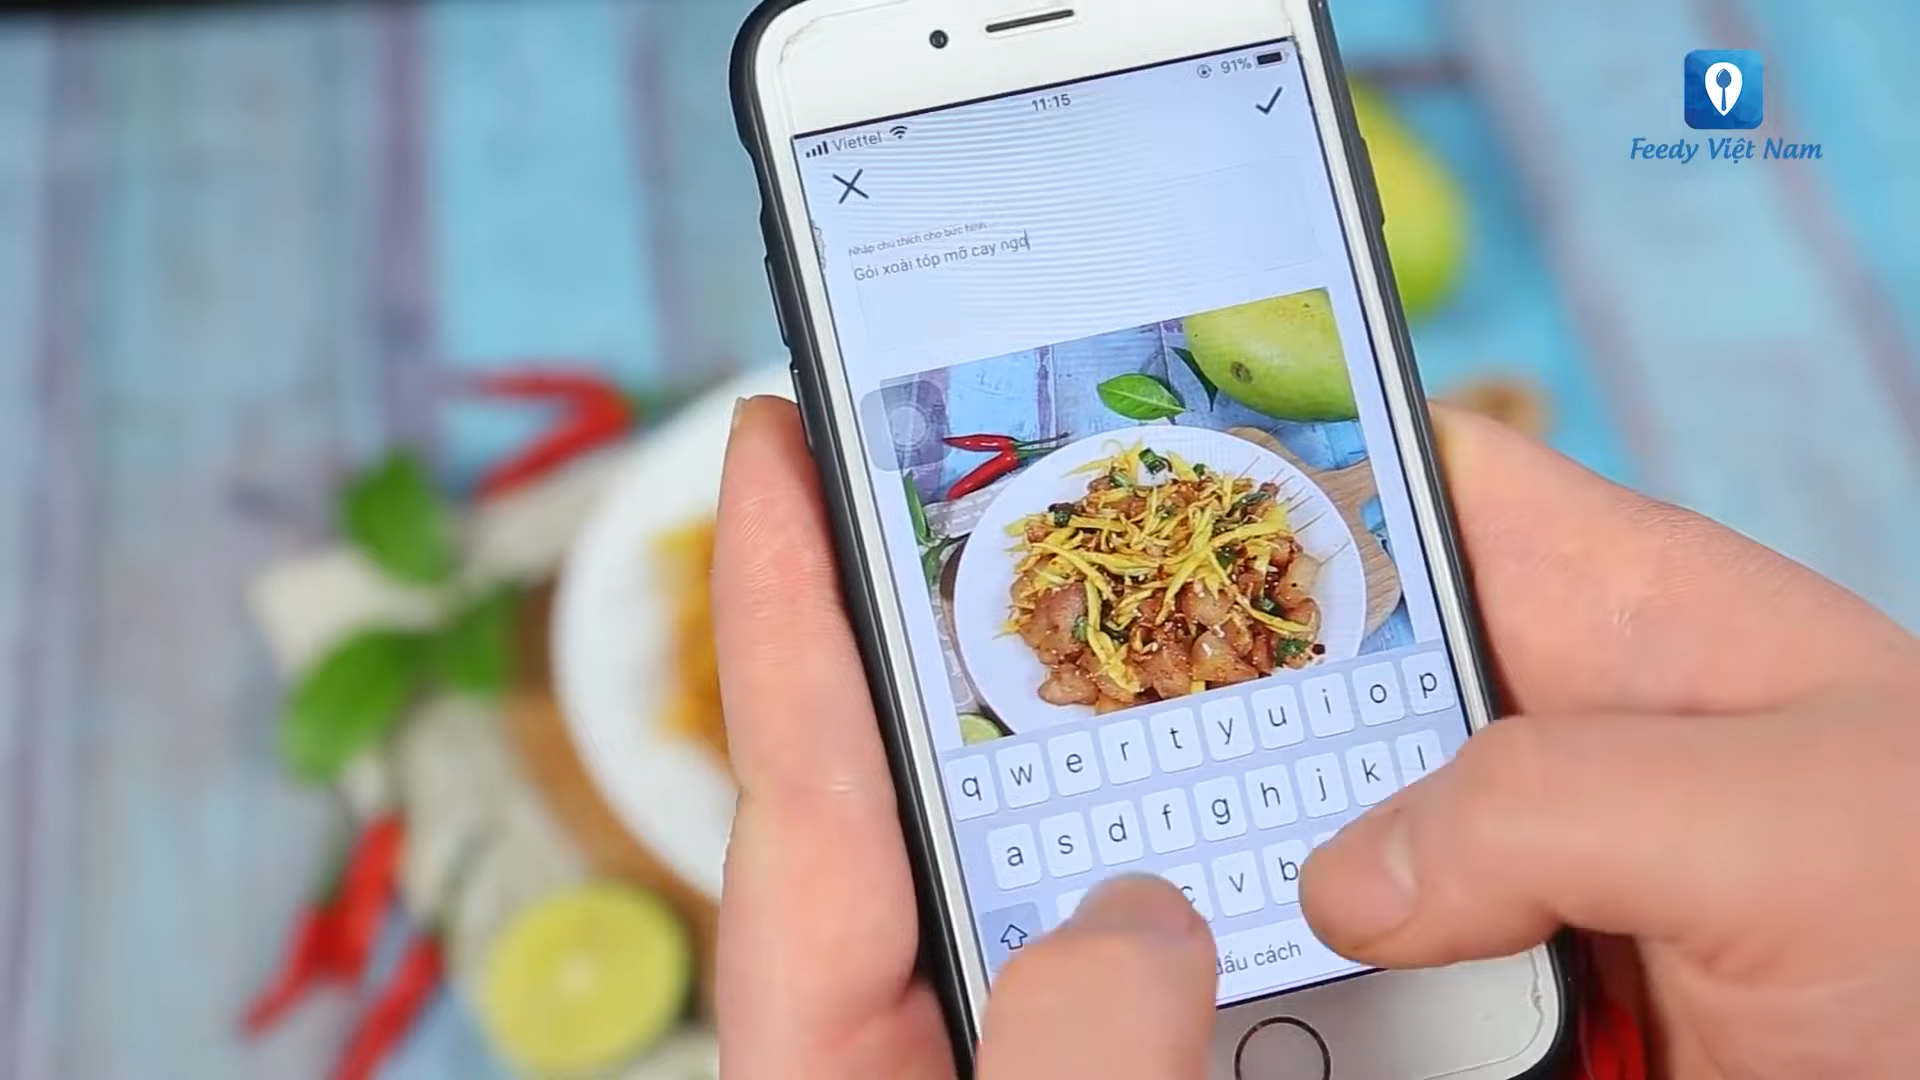 Feedy Việt Nam
91%
11:15
Viettel
Nhập chú thích cho bức hình...
Gỏi xoài tóp mỡ cay ngo
q w e r t y u i o p
a s d f g h j k l
c v b
dấu cách